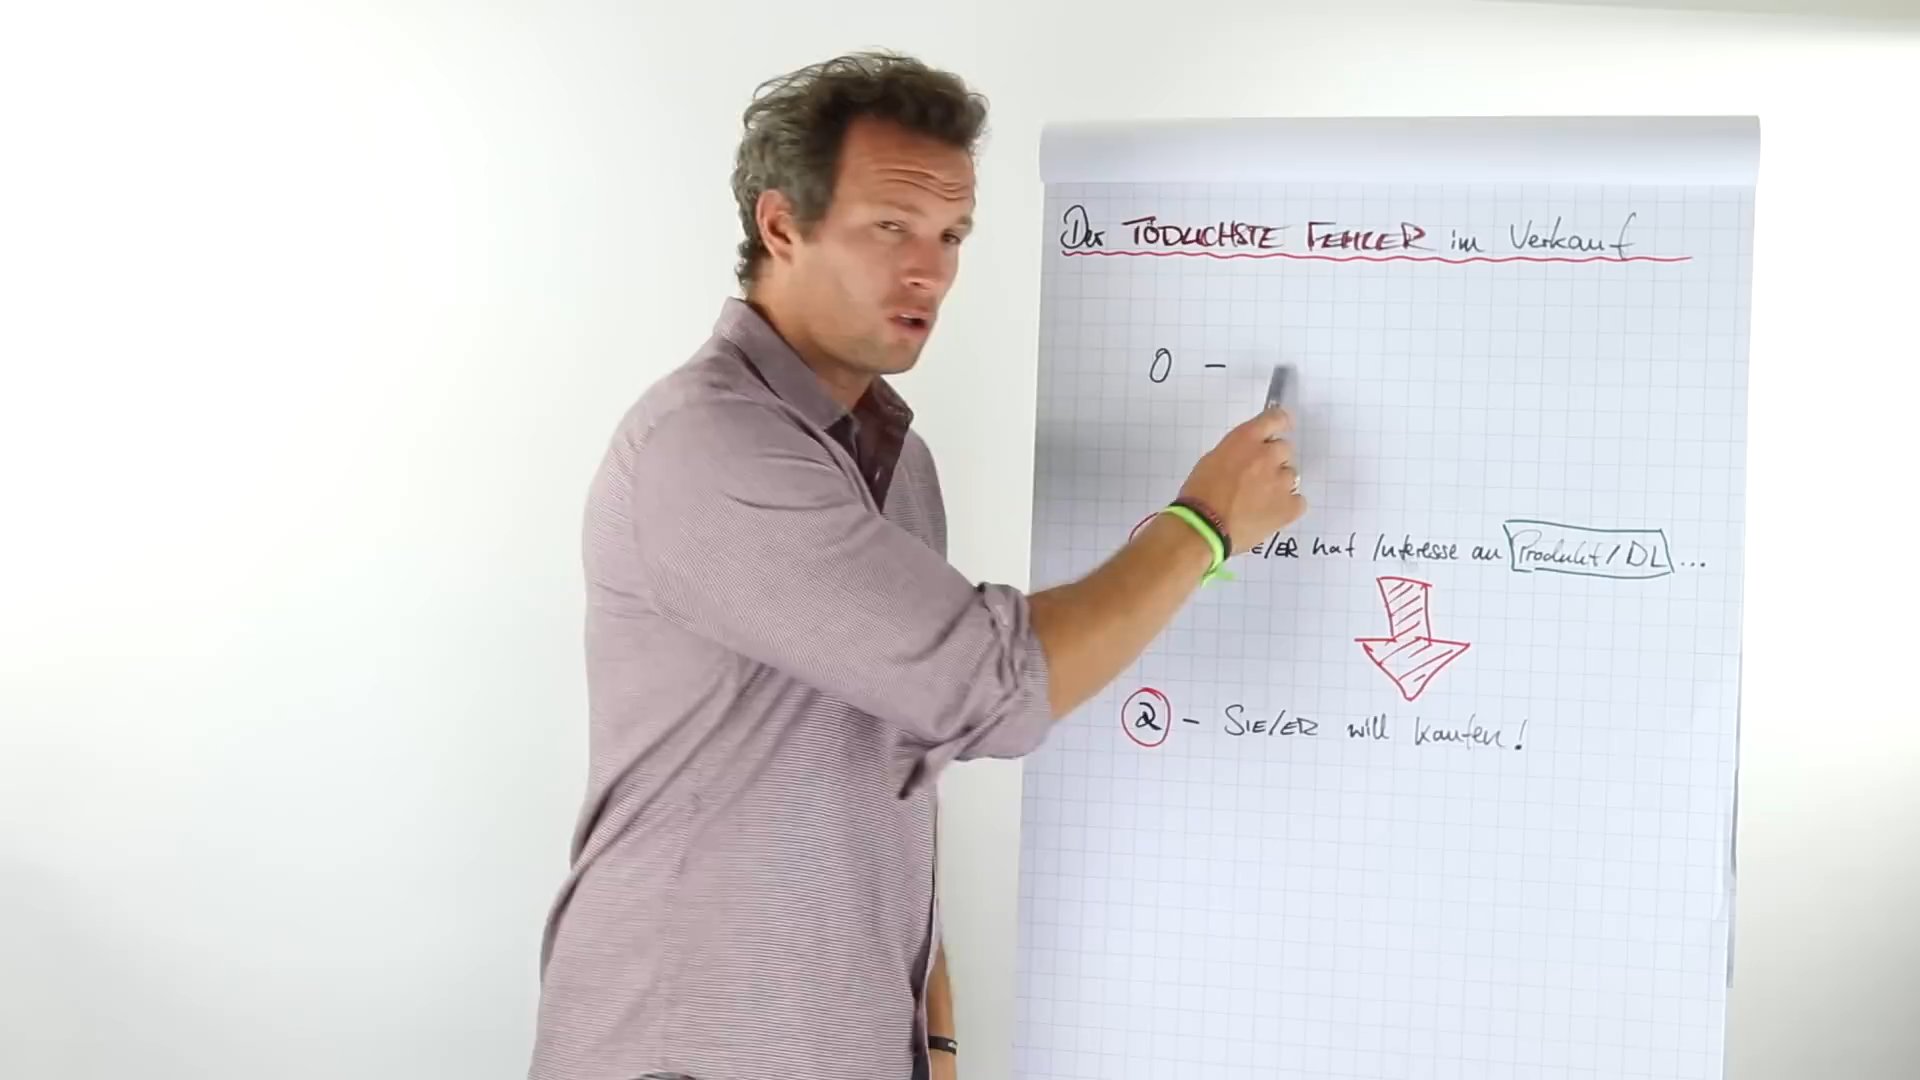 Der TÖDLICHSTE FEHLER im Verkauf
0 -
IE/ER hat Interesse an Produkt/DL ...
2 - SIE/ER will kaufen!